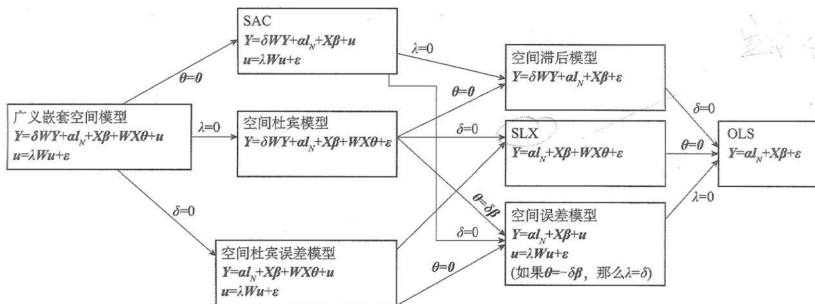 SAC
Y=δWY+αl_N+Xβ+u
u=λWu+ε
θ=0
λ=0
空间滞后模型
Y=δWY+αl_N+Xβ+ε
广义嵌套空间模型
Y=δWY+αl_N+Xβ+WXθ+u
u=λWu+ε
λ=0
空间杜宾模型
Y=δWY+αl_N+Xβ+WXθ+ε
θ=0
δ=0
θ=δβ
SLX
Y=αl_N+Xβ+WXθ+ε
δ=0
θ=0
λ=0
OLS
Y=αl_N+Xβ+ε
δ=0
空间杜宾误差模型
Y=αl_N+Xβ+WXθ+u
u=λWu+ε
δ=0
θ=0
空间误差模型
Y=αl_N+Xβ+u
u=λWu+ε
(如果θ=-δβ，那么λ=δ)